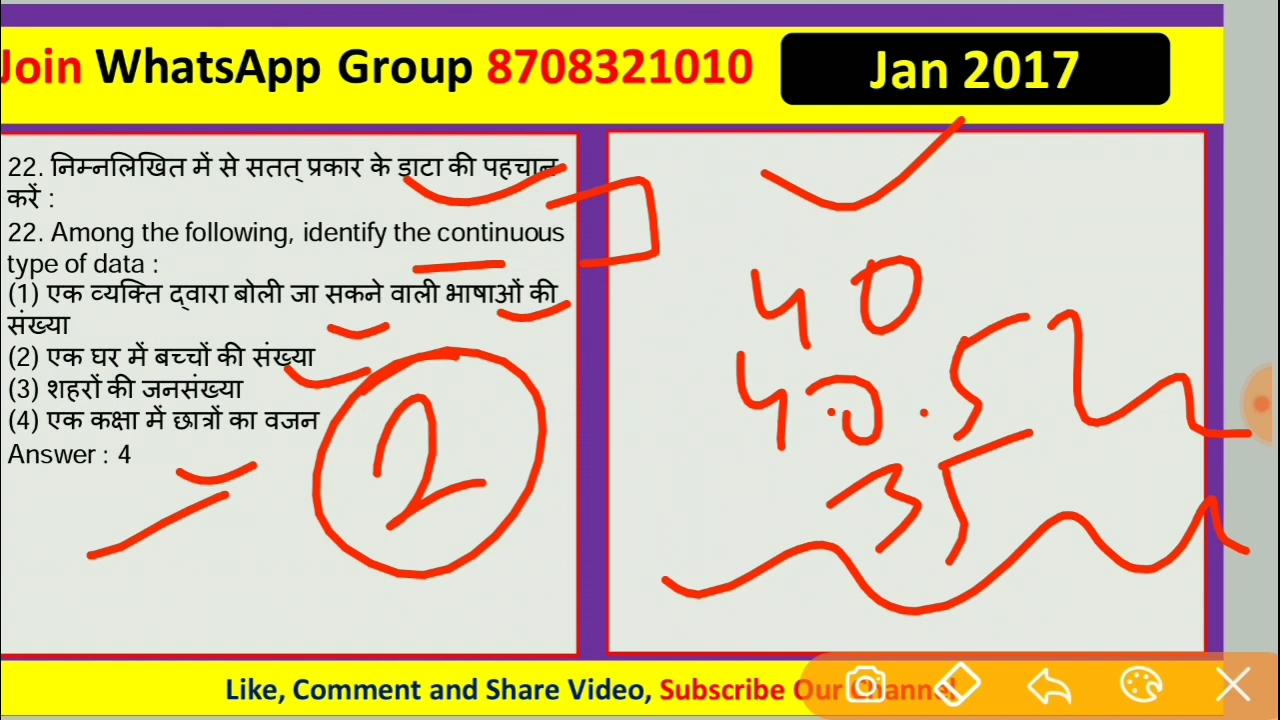 Join WhatsApp Group 8708321010
Jan 2017
22. निम्नलिखित में से सतत् प्रकार के डाटा की पहचान
करें :
22. Among the following, identify the continuous
type of data :
(1) एक व्यक्ति द्वारा बोली जा सकने वाली भाषाओं की
संख्या
(2) एक घर में बच्चों की संख्या
(3) शहरों की जनसंख्या
(4) एक कक्षा में छात्रों का वजन
Answer : 4
2
40
40.5
35
Like, Comment and Share Video, Subscribe Our Channel